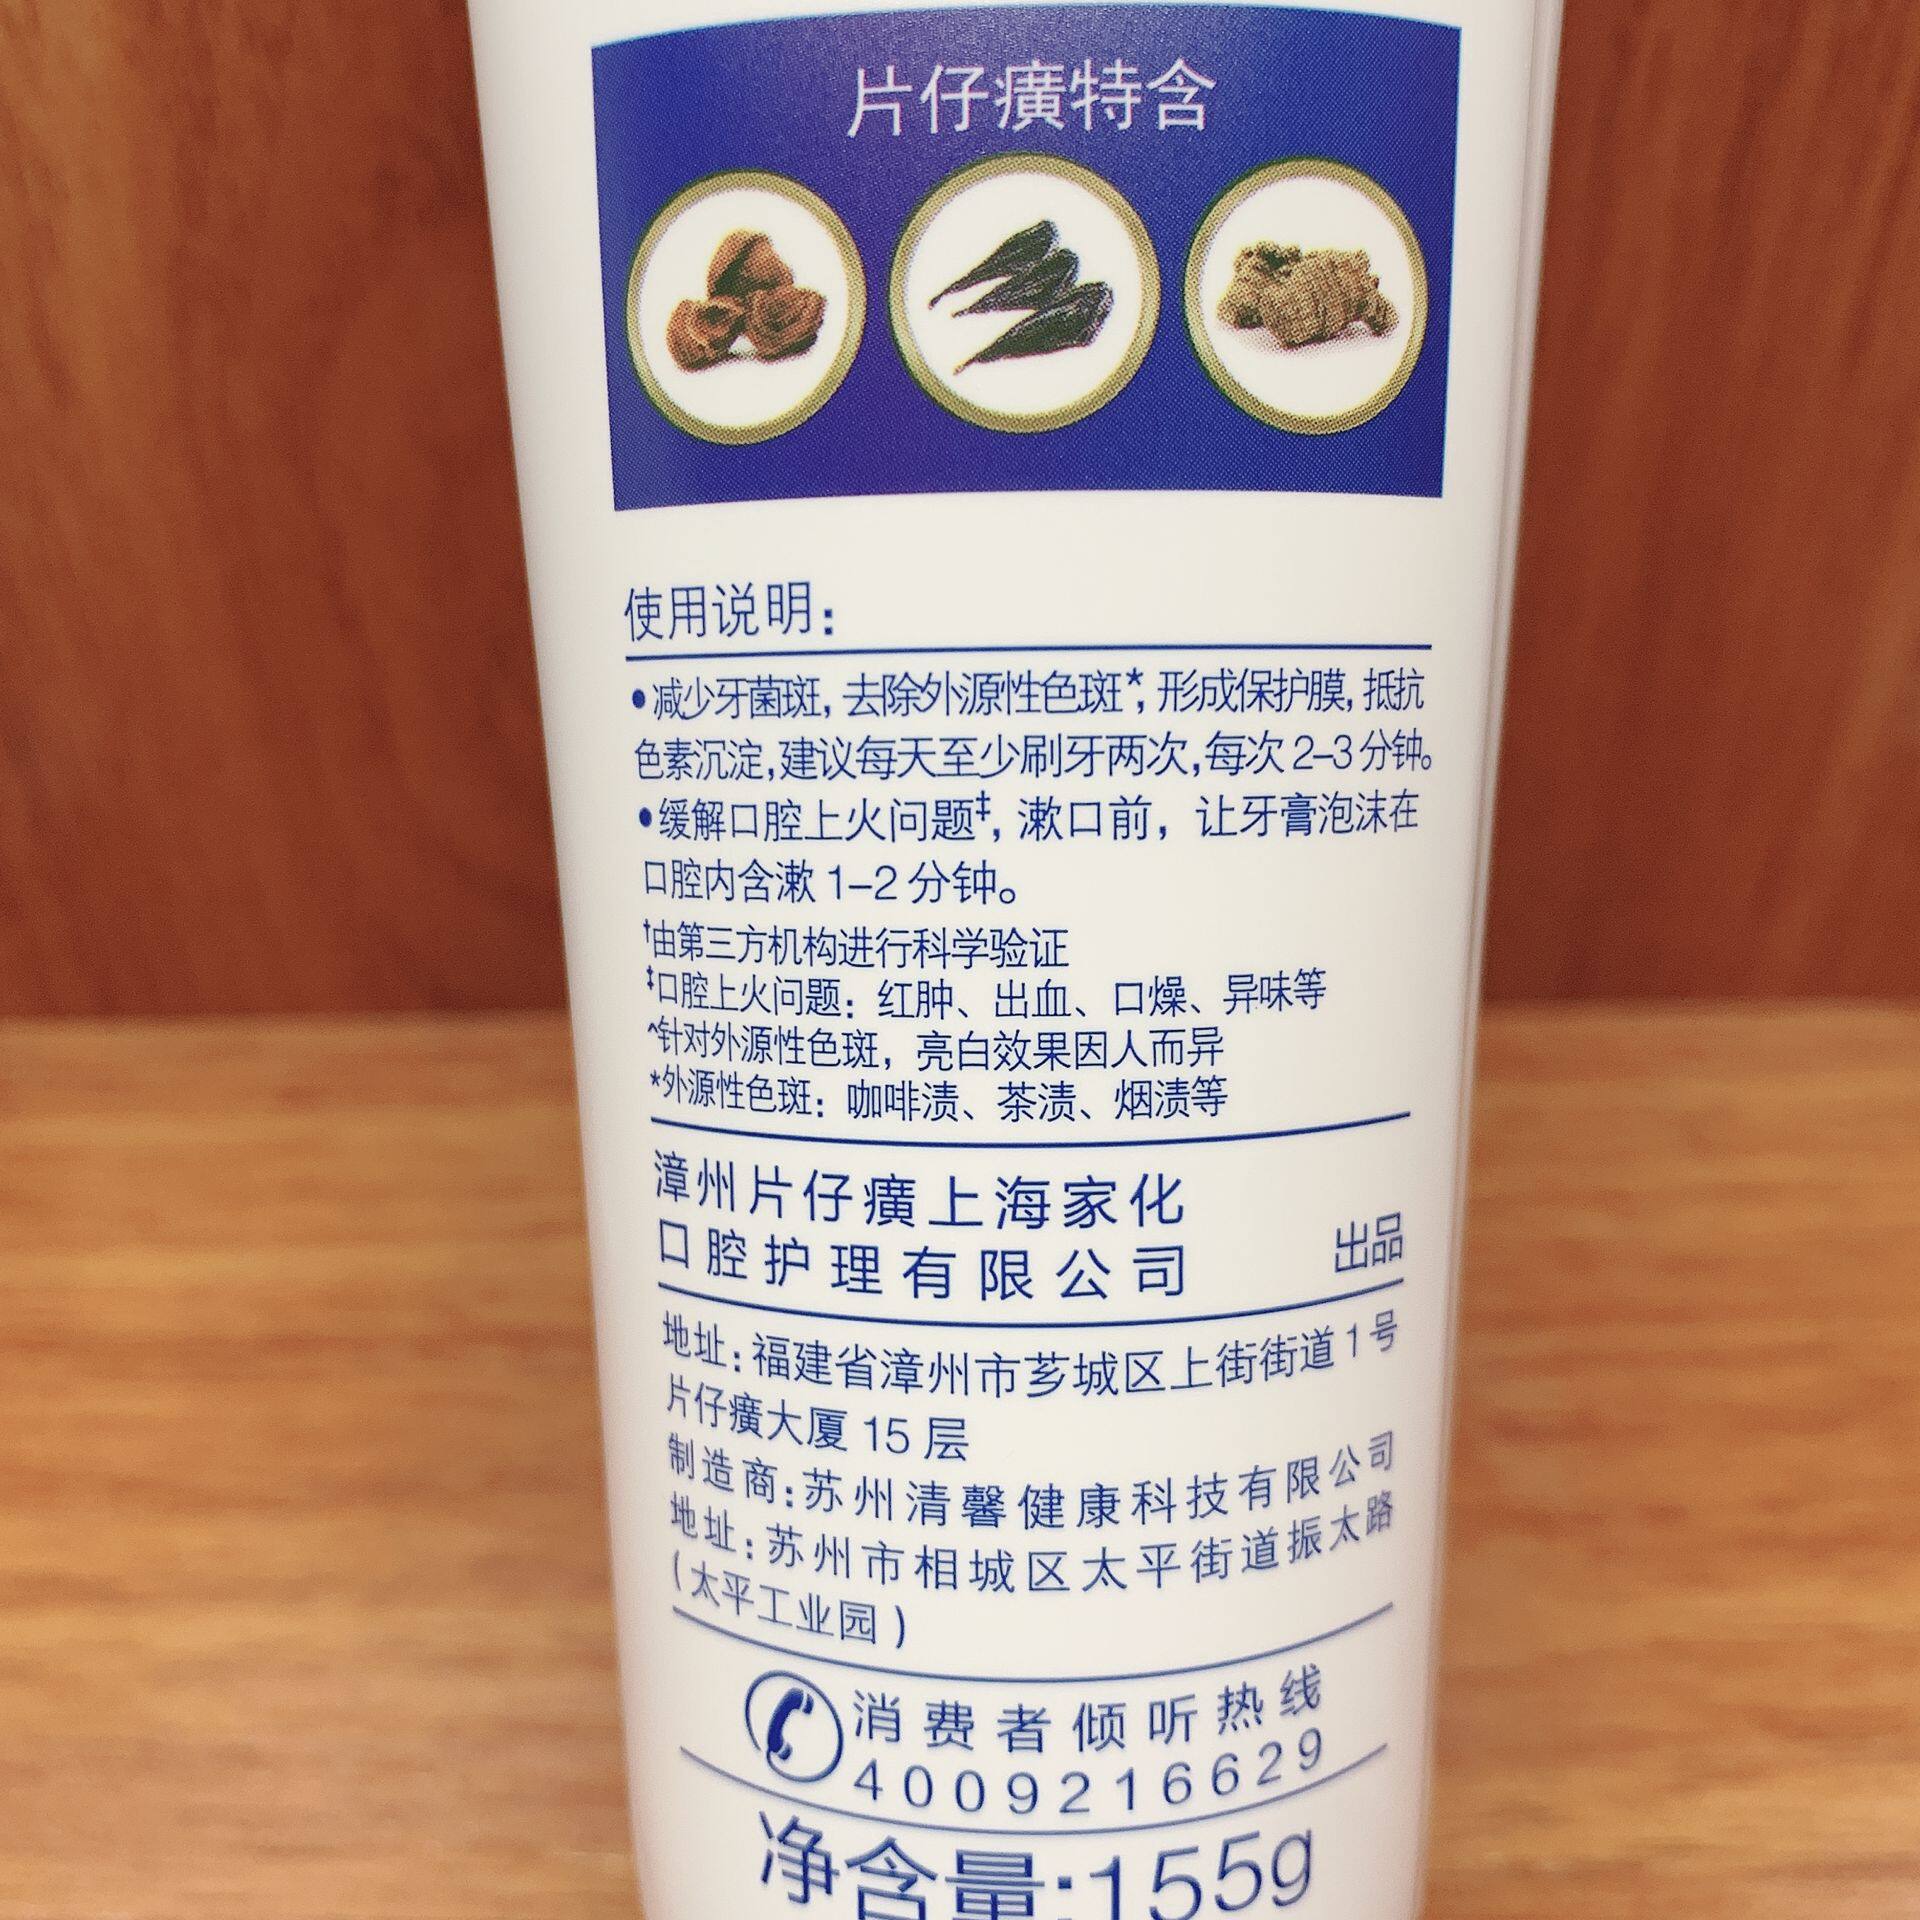 片仔癀特含
使用说明：
•减少牙菌斑，去除外源性色斑*，形成保护膜，抵抗
色素沉淀，建议每天至少刷牙两次，每次2-3分钟。
•缓解口腔上火问题‡，漱口前，让牙膏泡沫在
口腔内含漱1-2分钟。
†由第三方机构进行科学验证
‡口腔上火问题：红肿、出血、口燥、异味等
^针对外源性色斑，亮白效果因人而异
*外源性色斑：咖啡渍、茶渍、烟渍等
漳州片仔癀上海家化
口腔护理有限公司 出品
地址：福建省漳州市芗城区上街街道1号
片仔癀大厦15层
制造商：苏州清馨健康科技有限公司
地址：苏州市相城区太平街道振太路
(太平工业园)
消费者倾听热线
4009216629
净含量：155g